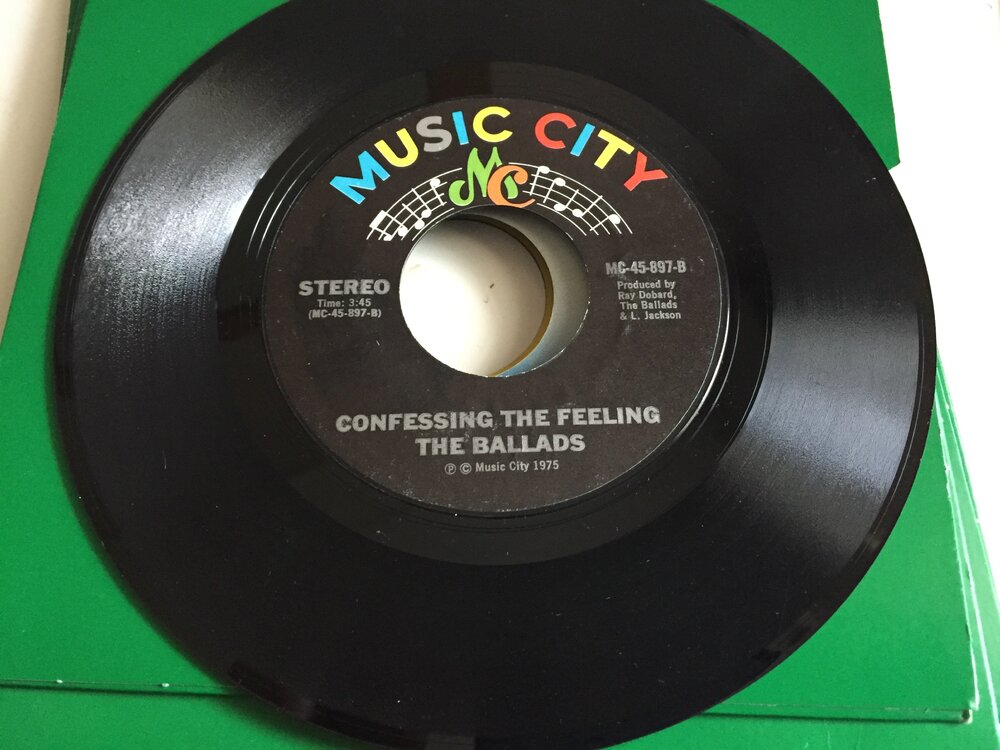 MUSIC CITY
MC
STEREO
Time: 3:45
(MC-45-897-B)
MC-45-897-B
Produced by
Ray Dobard,
The Ballads
& L. Jackson
CONFESSING THE FEELING
THE BALLADS
℗ © Music City 1975